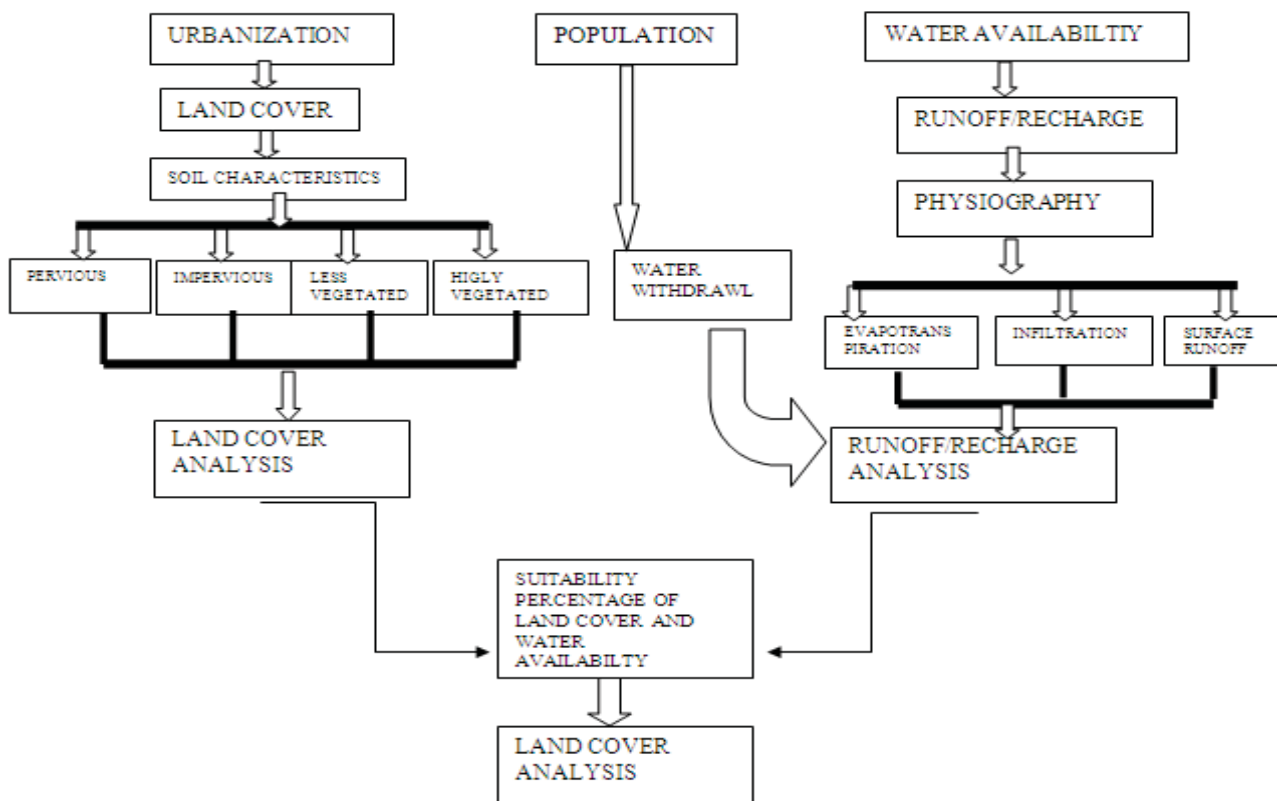 URBANIZATION
POPULATION
WATER AVAILABILTIY
LAND COVER
RUNOFF/RECHARGE
SOIL CHARACTERISTICS
PHYSIOGRAPHY
PERVIOUS
IMPERVIOUS
LESS
VEGETATED
HIGLY
VEGETATED
WATER
WITHDRAWL
EVAPOTRANS
PIRATION
INFILTRATION
SURFACE
RUNOFF
LAND COVER
ANALYSIS
RUNOFF/RECHARGE
ANALYSIS
SUITABILITY
PERCENTAGE OF
LAND COVER AND
WATER
AVAILABILTY
LAND COVER
ANALYSIS